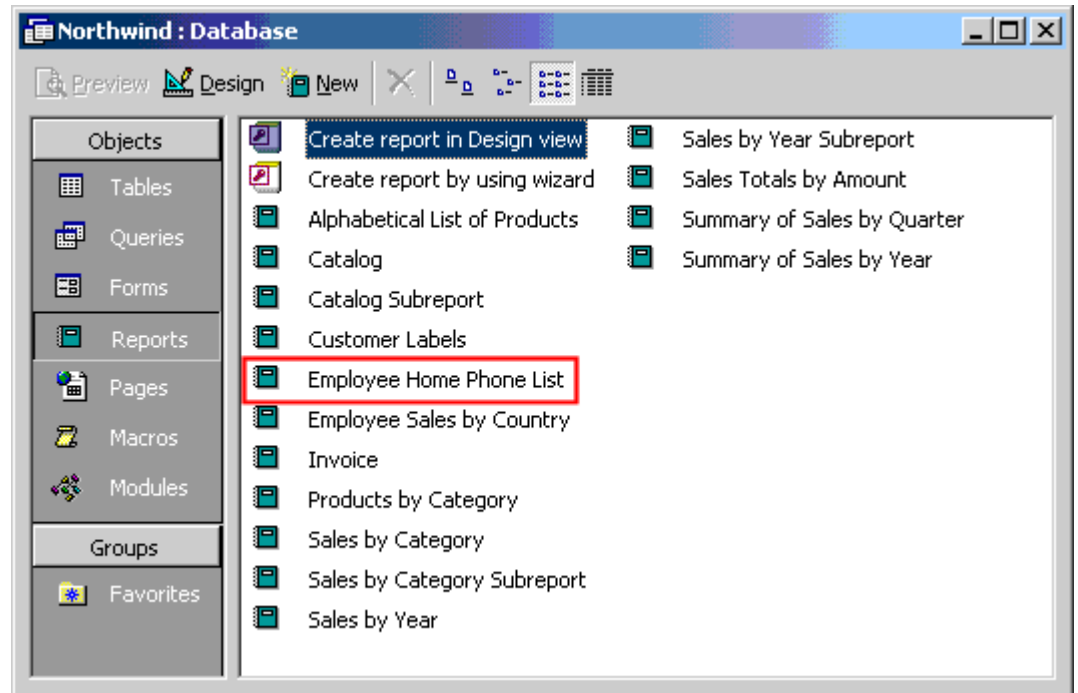 Northwind : Database
Preview Design New
Objects
Tables
Queries
Forms
Reports
Pages
Macros
Modules
Groups
Favorites
Create report in Design view
Create report by using wizard
Alphabetical List of Products
Catalog
Catalog Subreport
Customer Labels
Employee Home Phone List
Employee Sales by Country
Invoice
Products by Category
Sales by Category
Sales by Category Subreport
Sales by Year
Sales by Year Subreport
Sales Totals by Amount
Summary of Sales by Quarter
Summary of Sales by Year